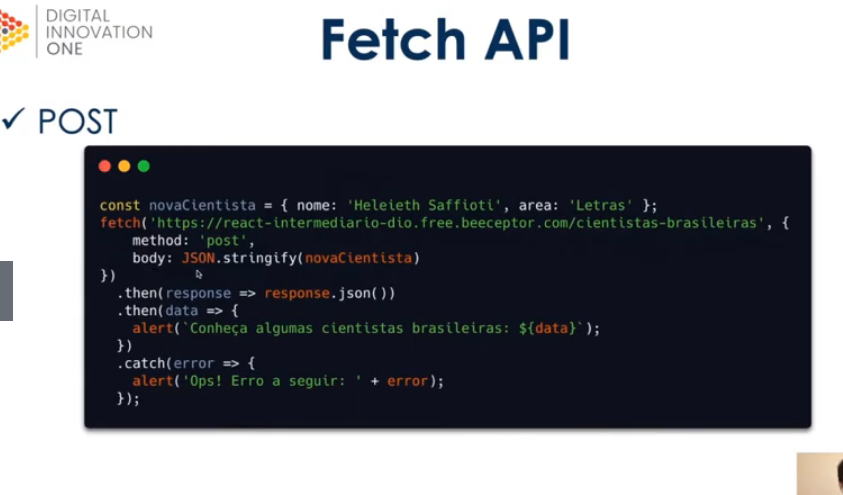 DIGITAL
INNOVATION
ONE
Fetch API
✓ POST
const novaCientista = { nome: 'Heleieth Saffioti', area: 'Letras' };
fetch('https://react-intermediario-dio.free.beeceptor.com/cientistas-brasileiras', {
    method: 'post',
    body: JSON.stringify(novaCientista)
})
  .then(response => response.json())
  .then(data => {
    alert(`Conheça algumas cientistas brasileiras: ${data}`);
  })
  .catch(error => {
    alert('Ops! Erro a seguir: ' + error);
  });